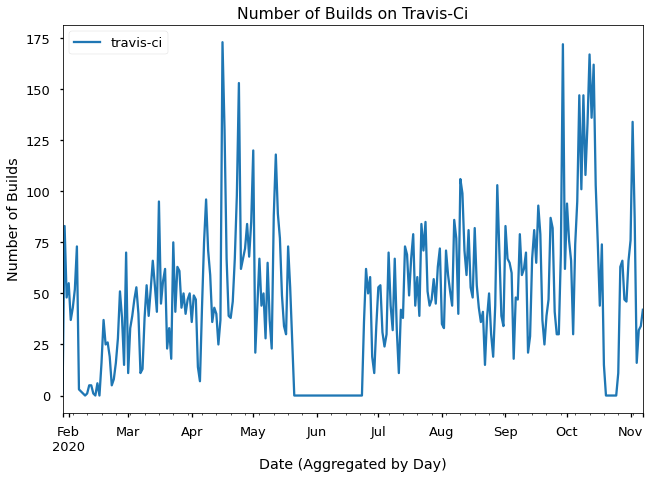 Number of Builds on Travis-Ci
travis-ci
175
150
125
100
75
50
25
0
Number of Builds
Feb Mar Apr May Jun Jul Aug Sep Oct Nov
2020
Date (Aggregated by Day)